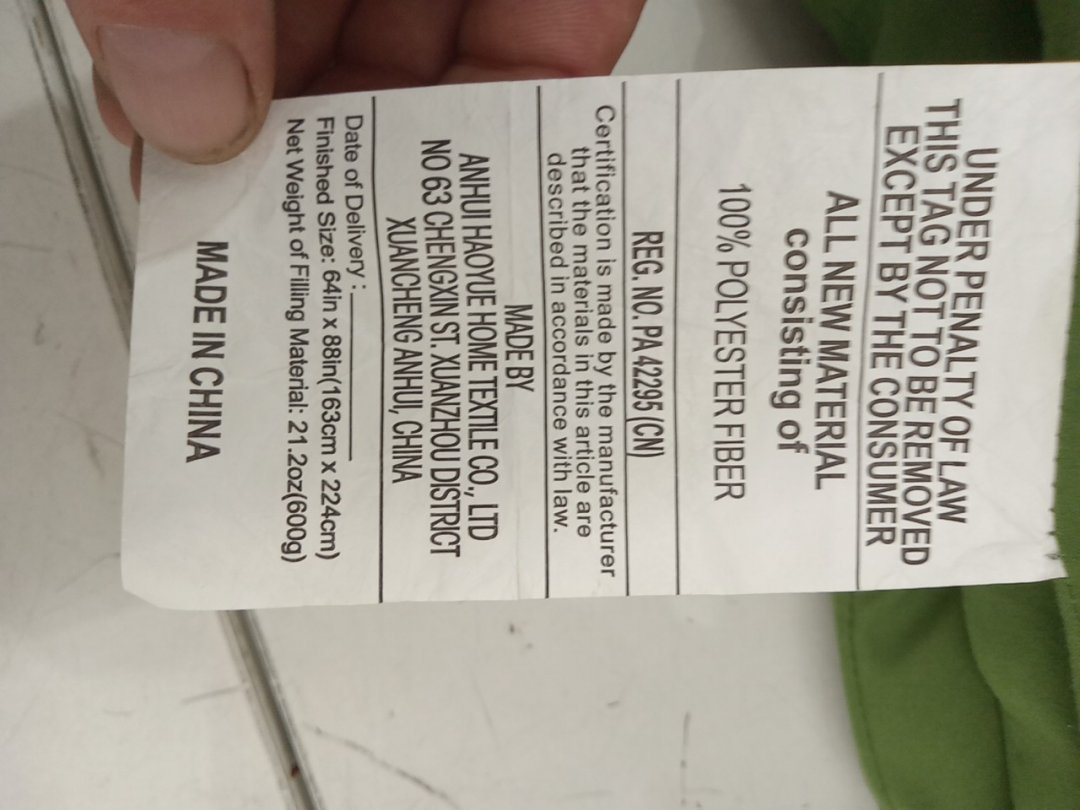 UNDER PENALTY OF LAW
THIS TAG NOT TO BE REMOVED
EXCEPT BY THE CONSUMER
ALL NEW MATERIAL
consisting of
100% POLYESTER FIBER
REG. NO. PA 42295 (CN)
Certification is made by the manufacturer
that the materials in this article are
described in accordance with law.
MADE BY
ANHUI HAOYUE HOME TEXTILE CO., LTD
NO 63 CHENGXIN ST. XUANZHOU DISTRICT
XUANCHENG ANHUI, CHINA
Date of Delivery :
Finished Size: 64in x 88in(163cm x 224cm)
Net Weight of Filling Material: 21.2oz(600g)
MADE IN CHINA